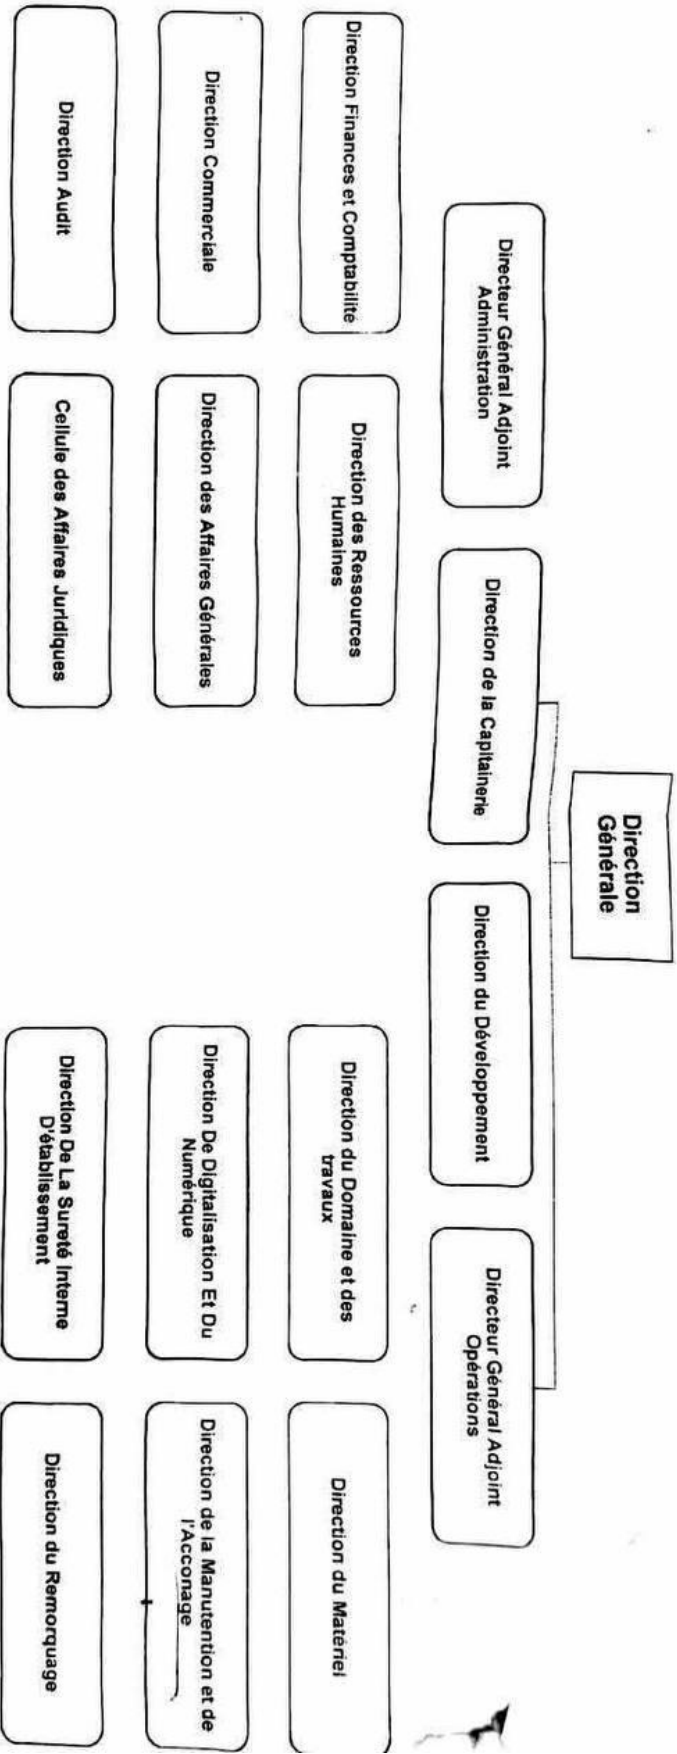 Direction
Générale
Directeur Général Adjoint
Administration
Direction de la Capitainerie
Direction du Développement
Directeur Général Adjoint
Opérations
Direction Finances et Comptabilité
Direction des Ressources
Humaines
Direction du Domaine et des
travaux
Direction du Matériel
Direction Commerciale
Direction des Affaires Générales
Direction De Digitalisation Et Du
Numérique
Direction de la Manutention et de
l'Acconage
Direction Audit
Cellule des Affaires Juridiques
Direction De La Sureté Interne
D'établissement
Direction du Remorquage